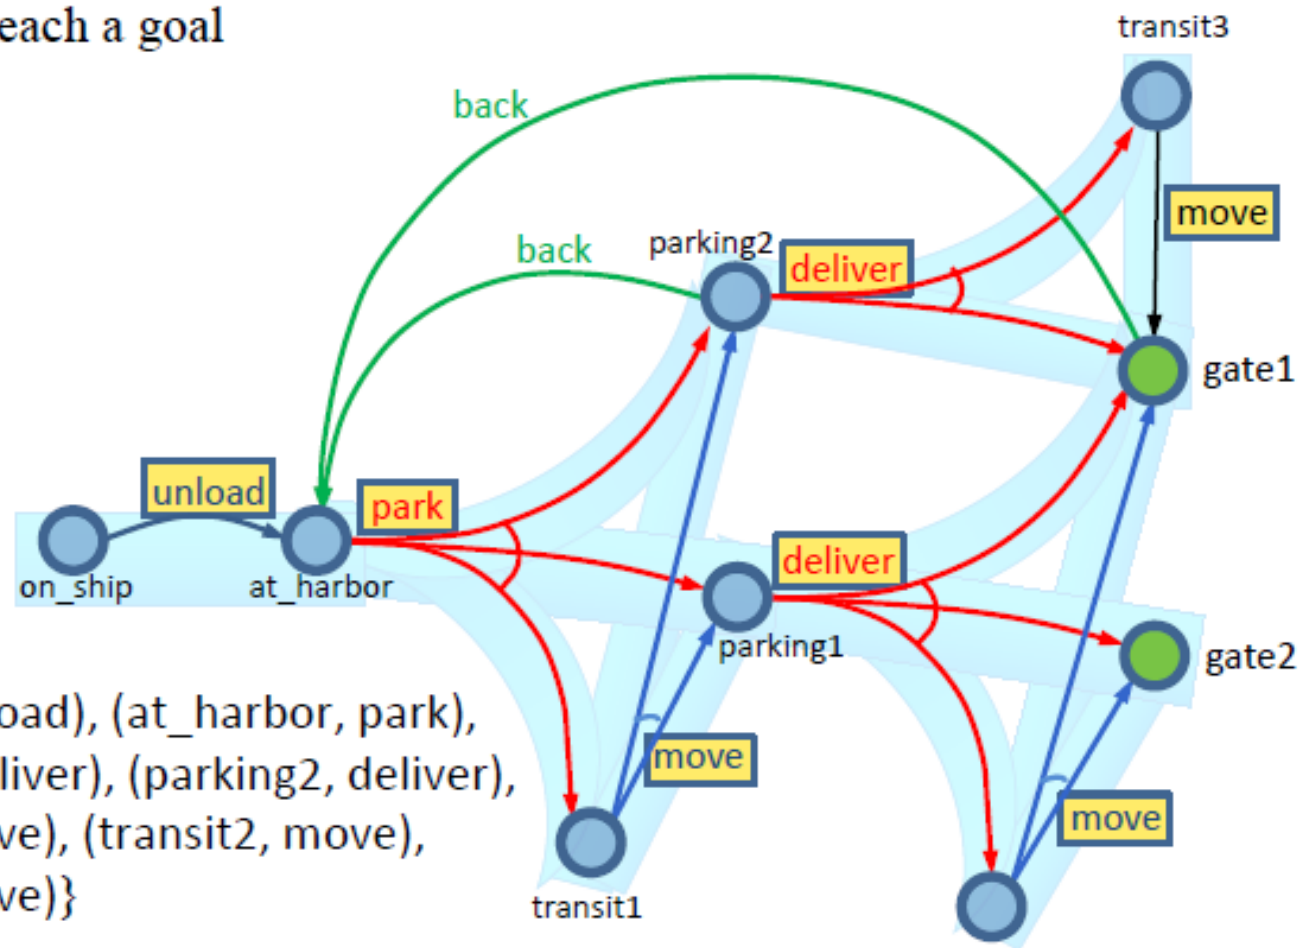 each a goal
transit3
back
move
parking2
back
deliver
gate1
unload
park
deliver
on_ship
at_harbor
parking1
gate2
oad), (at_harbor, park),
liver), (parking2, deliver),
move
ve), (transit2, move),
move
ve)}
transit1